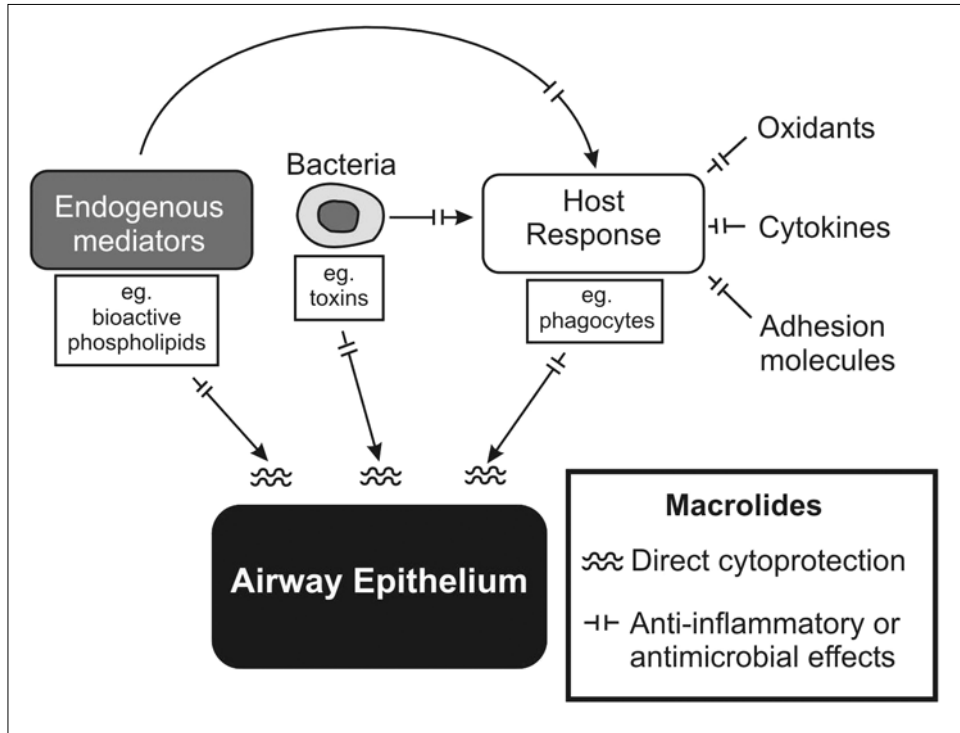 Oxidants
Bacteria
Endogenous
mediators
Host
Response
Cytokines
eg.
bioactive
phospholipids
eg.
toxins
eg.
phagocytes
Adhesion
molecules
Airway Epithelium
Macrolides
Direct cytoprotection
Anti-inflammatory or
antimicrobial effects